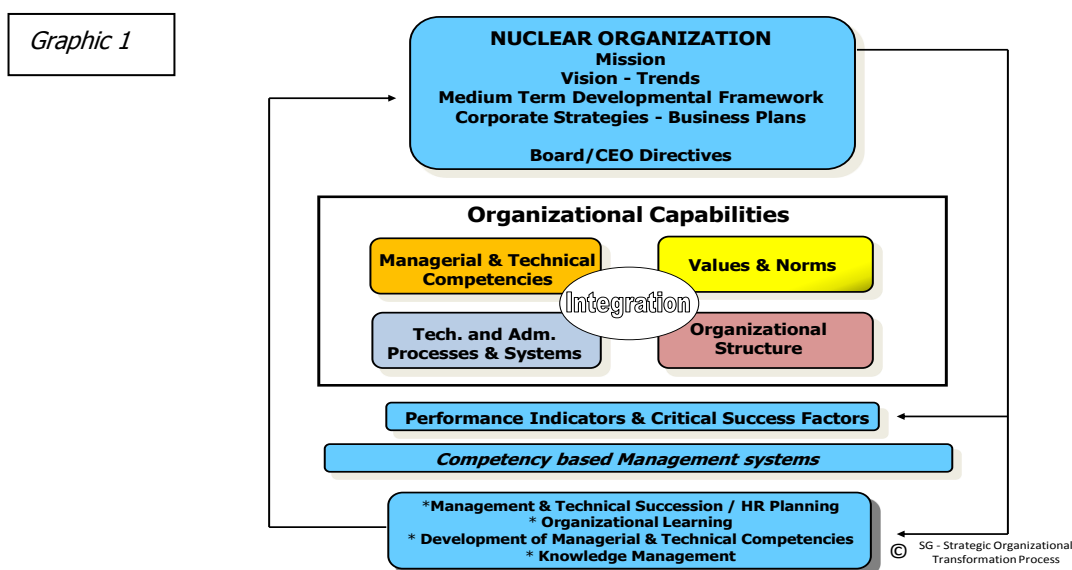 Graphic 1
NUCLEAR ORGANIZATION
Mission
Vision - Trends
Medium Term Developmental Framework
Corporate Strategies - Business Plans
Board/CEO Directives
Organizational Capabilities
Managerial & Technical
Competencies
Values & Norms
Integration
Tech. and Adm.
Processes & Systems
Organizational
Structure
Performance Indicators & Critical Success Factors
Competency based Management systems
*Management & Technical Succession / HR Planning
* Organizational Learning
* Development of Managerial & Technical Competencies
* Knowledge Management
© SG - Strategic Organizational
Transformation Process